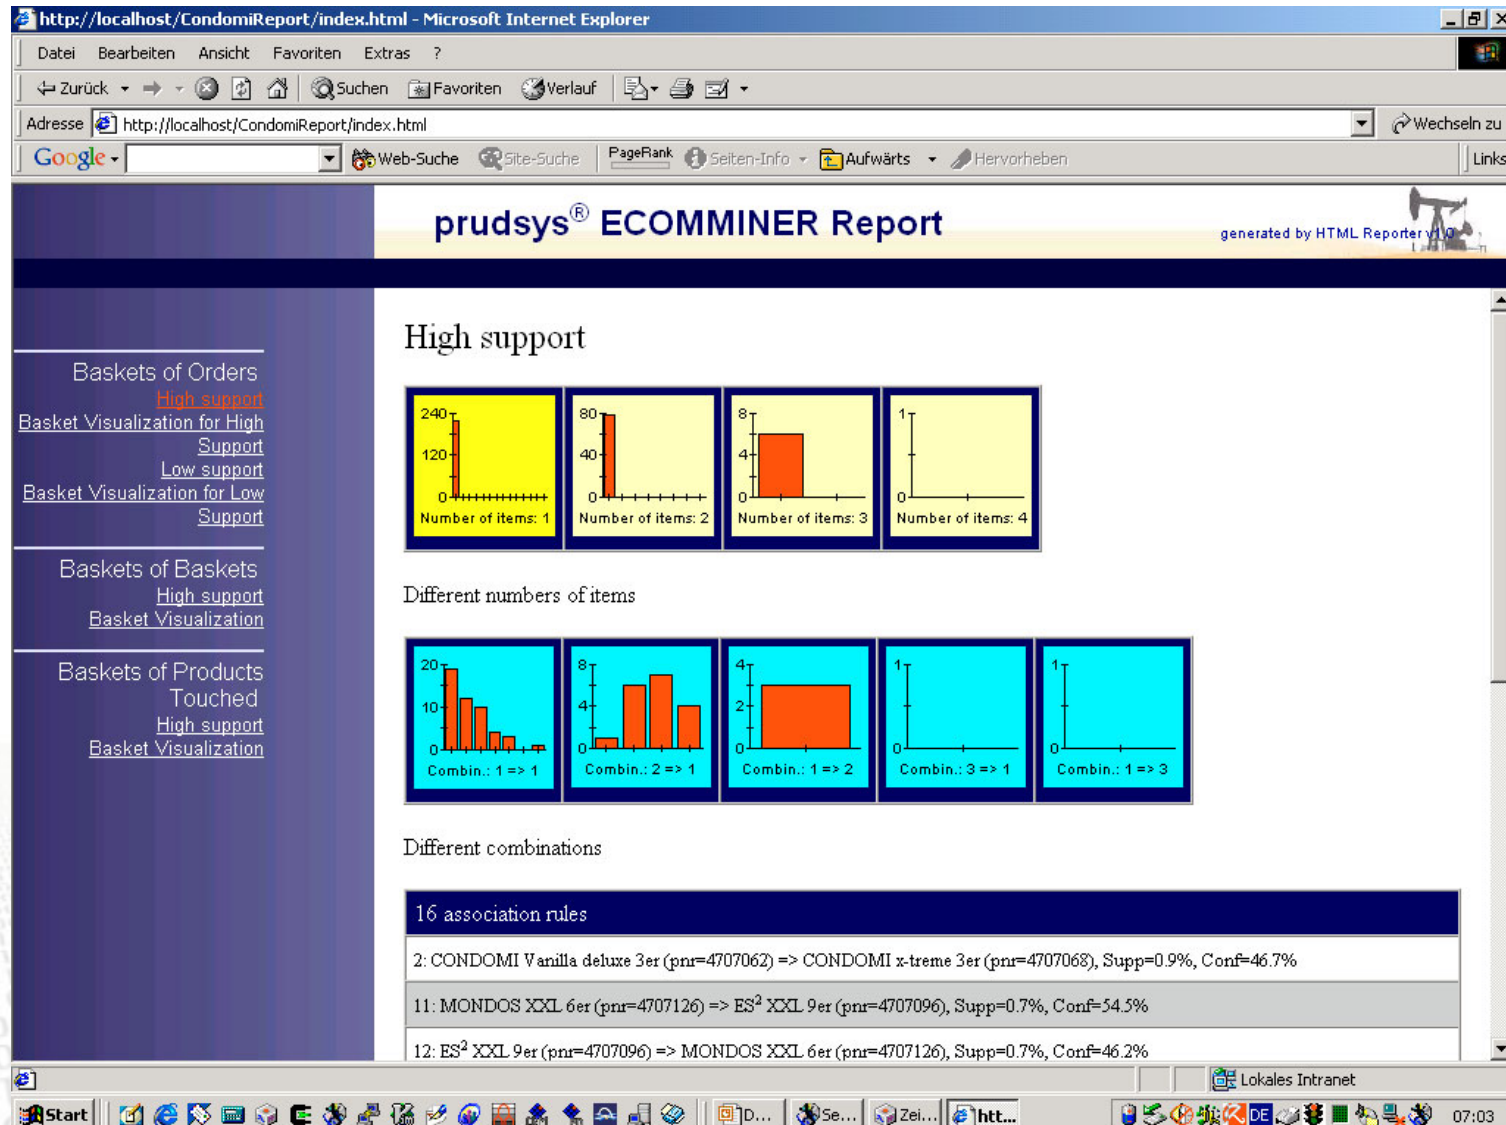 http://localhost/CondomiReport/index.html - Microsoft Internet Explorer
Datei Bearbeiten Ansicht Favoriten Extras ?
Zurück Suchen Favoriten Verlauf
Adresse http://localhost/CondomiReport/index.html Wechseln zu
Google Web-Suche Site-Suche PageRank Seiten-Info Aufwärts Hervorheben Links
prudsys® ECOMMINER Report
generated by HTML Reporter v1.0
Baskets of Orders
High support
Basket Visualization for High
Support
Low support
Basket Visualization for Low
Support
Baskets of Baskets
High support
Basket Visualization
Baskets of Products
Touched
High support
Basket Visualization
High support
240
120
0
Number of items: 1
80
40
0
Number of items: 2
8
4
0
Number of items: 3
1
0
Number of items: 4
Different numbers of items
20
10
0
Combin.: 1 => 1
8
4
0
Combin.: 2 => 1
4
2
0
Combin.: 1 => 2
1
0
Combin.: 3 => 1
1
0
Combin.: 1 => 3
Different combinations
16 association rules
2: CONDOMI Vanilla deluxe 3er (pnr=4707062) => CONDOMI x-treme 3er (pnr=4707068), Supp=0.9%, Conf=46.7%
11: MONDOS XXL 6er (pnr=4707126) => ES² XXL 9er (pnr=4707096), Supp=0.7%, Conf=54.5%
12: ES² XXL 9er (pnr=4707096) => MONDOS XXL 6er (pnr=4707126), Supp=0.7%, Conf=46.2%
Lokales Intranet
Start D... Se... Zei... htt... DE 07:03